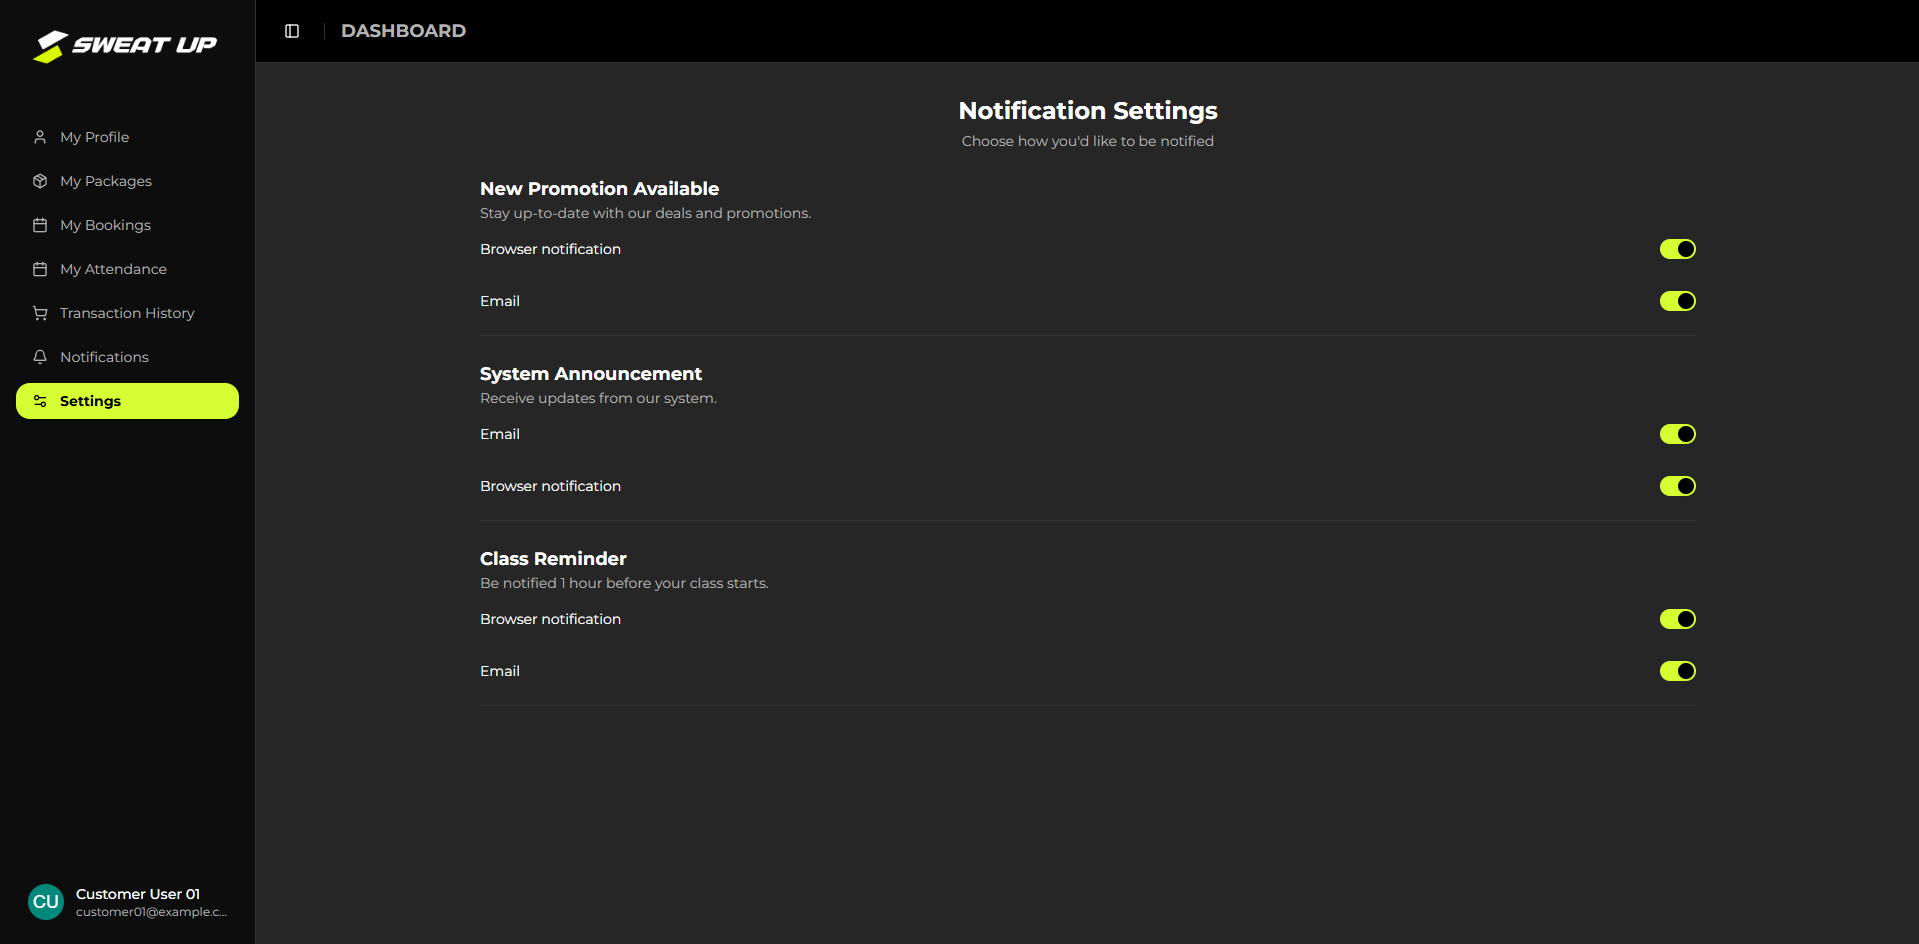 SWEAT UP
My Profile
My Packages
My Bookings
My Attendance
Transaction History
Notifications
Settings
CU
Customer User 01
customer01@example.c...
DASHBOARD
Notification Settings
Choose how you'd like to be notified
New Promotion Available
Stay up-to-date with our deals and promotions.
Browser notification
Email
System Announcement
Receive updates from our system.
Email
Browser notification
Class Reminder
Be notified 1 hour before your class starts.
Browser notification
Email